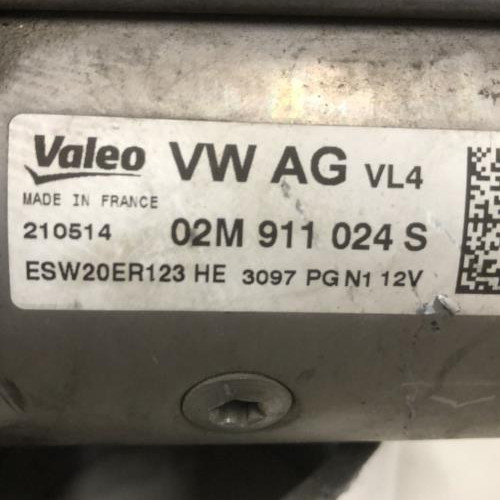 Valeo VW AG VL4
MADE IN FRANCE
210514 02M 911 024 S
ESW20ER123 HE 3097 PG N1 12V